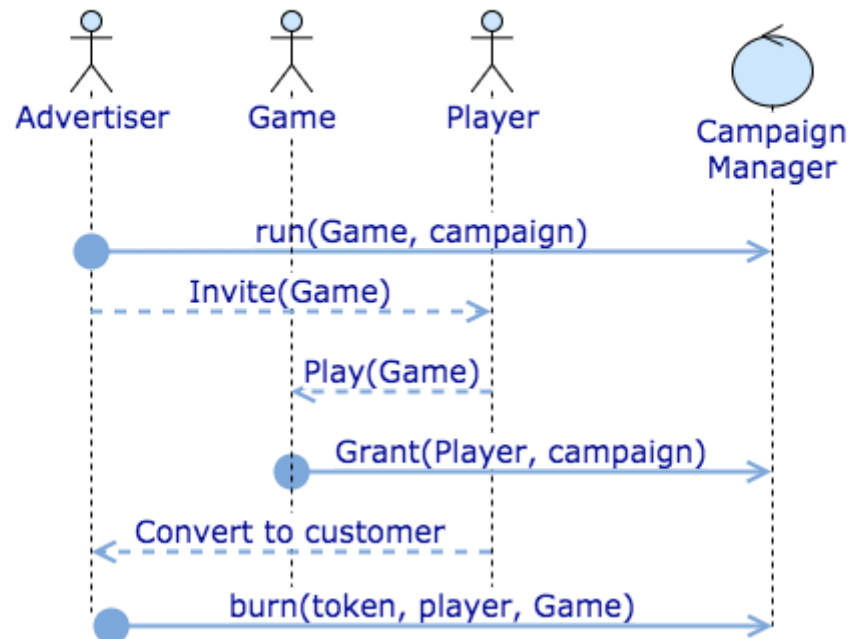 Advertiser
Game
Player
Campaign
Manager
run(Game, campaign)
Invite(Game)
Play(Game)
Grant(Player, campaign)
Convert to customer
burn(token, player, Game)